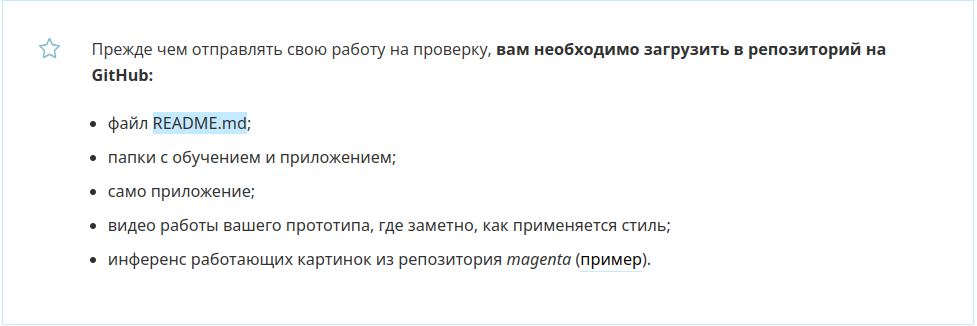 Прежде чем отправлять свою работу на проверку, вам необходимо загрузить в репозиторий на
GitHub:
• файл README.md;
• папки с обучением и приложением;
• само приложение;
• видео работы вашего прототипа, где заметно, как применяется стиль;
• инференс работающих картинок из репозитория magenta (пример).